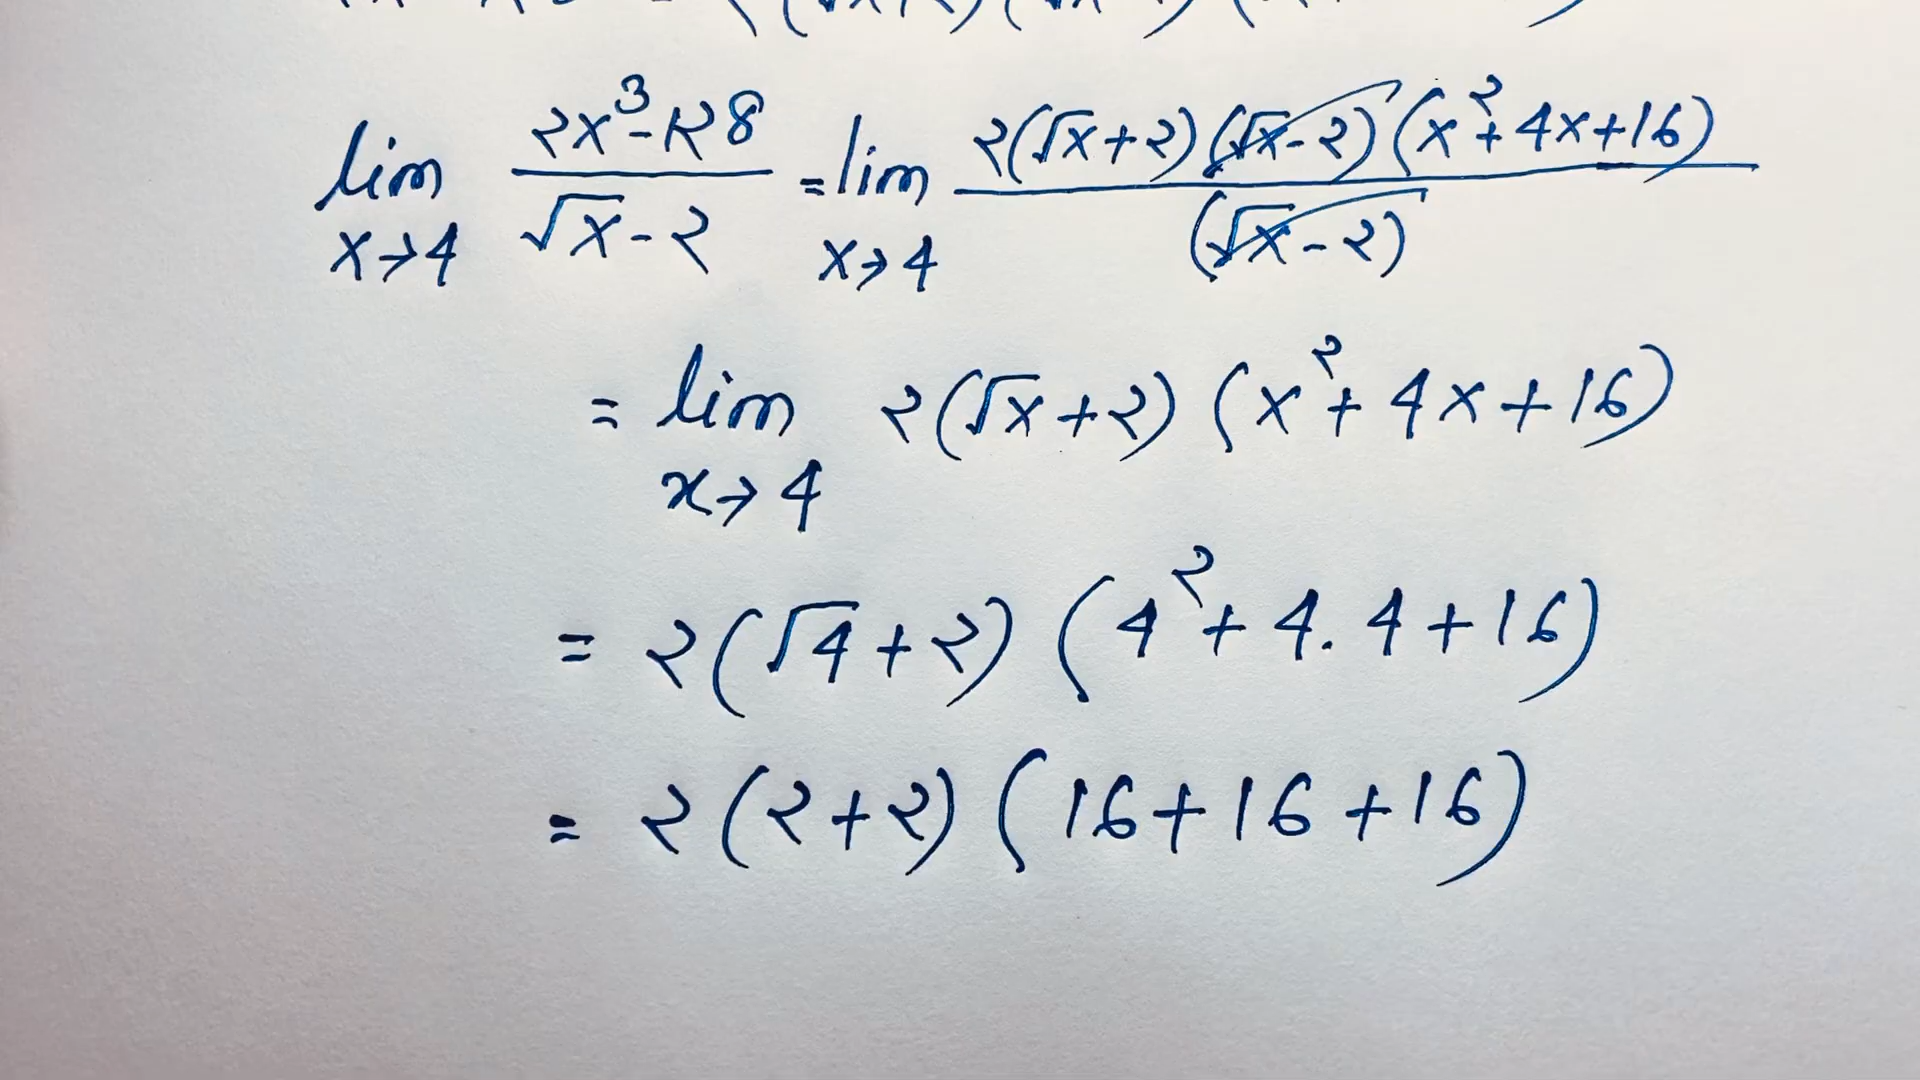 lim x→4 (2x³-128)/(√x-2) = lim x→4 2(√x+2)(√x-2)(x²+4x+16)/(√x-2)
= lim x→4 2(√x+2)(x²+4x+16)
= 2(√4+2)(4²+4.4+16)
= 2(2+2)(16+16+16)